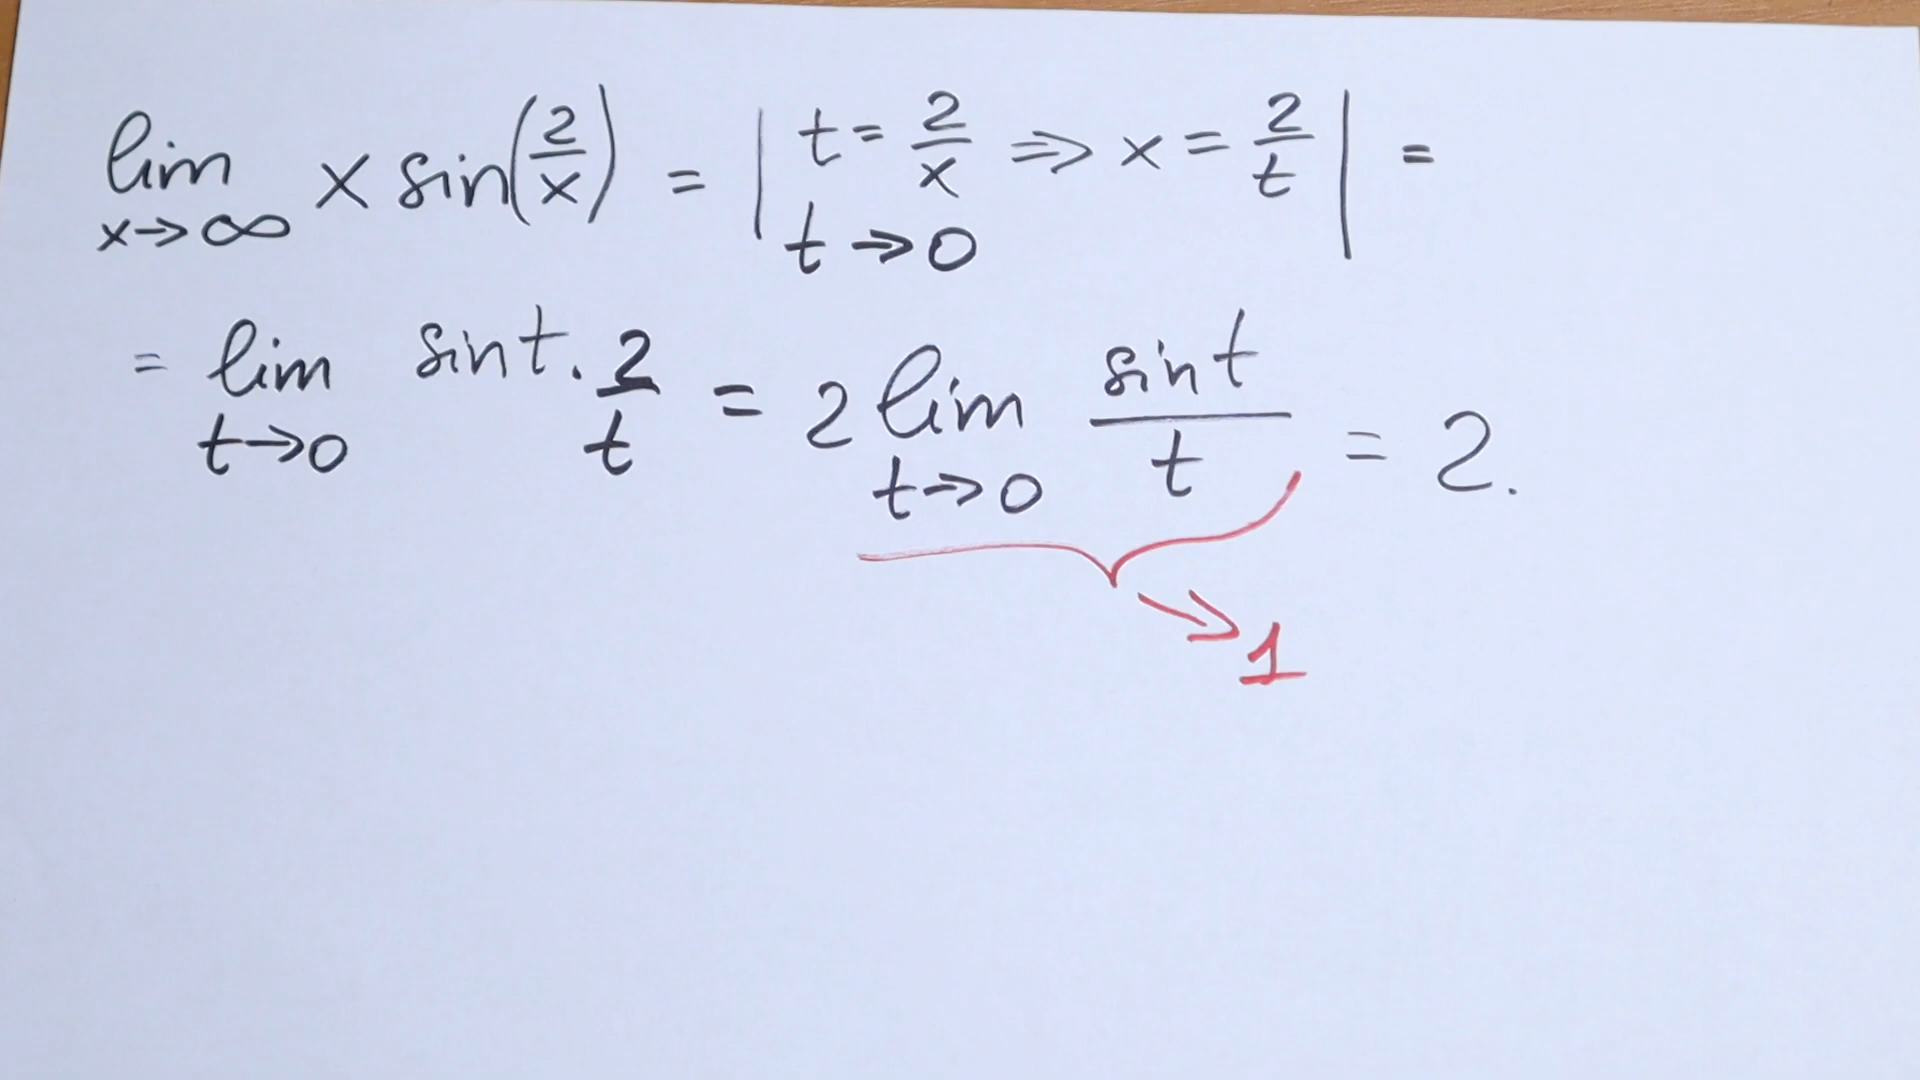 lim x→∞ x sin(2/x) = | t = 2/x ⇒ x = 2/t | =
t → 0
= lim t→0 sin t · 2/t = 2 lim t→0 sin t / t = 2.
→ 1